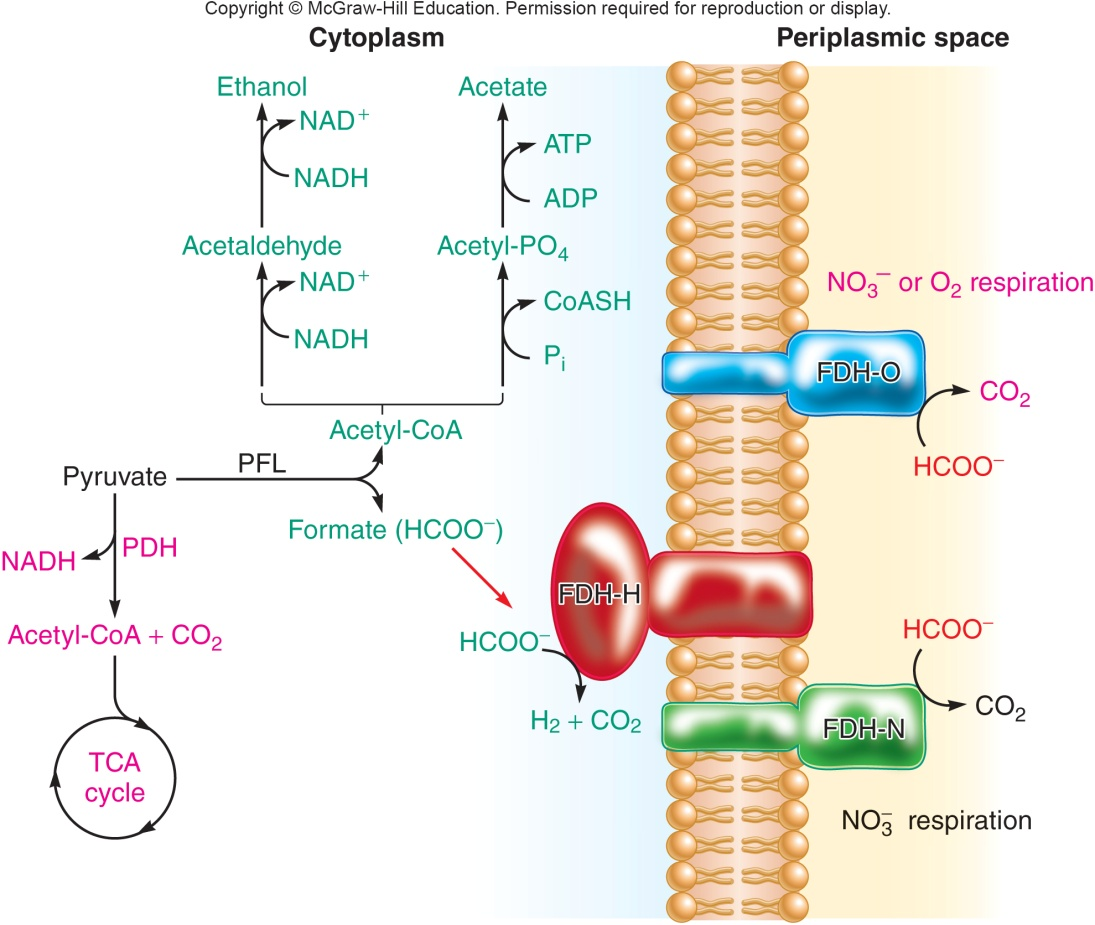 Copyright © McGraw-Hill Education. Permission required for reproduction or display.
Cytoplasm
Periplasmic space
Ethanol
NAD⁺
NADH
Acetaldehyde
NAD⁺
NADH
Acetate
ATP
ADP
Acetyl-PO₄
CoASH
Pᵢ
Acetyl-CoA
Pyruvate
PFL
Formate (HCOO⁻)
NADH
PDH
Acetyl-CoA + CO₂
TCA
cycle
HCOO⁻
H₂ + CO₂
FDH-H
NO₃⁻ or O₂ respiration
FDH-O
CO₂
HCOO⁻
HCOO⁻
FDH-N
CO₂
NO₃⁻ respiration